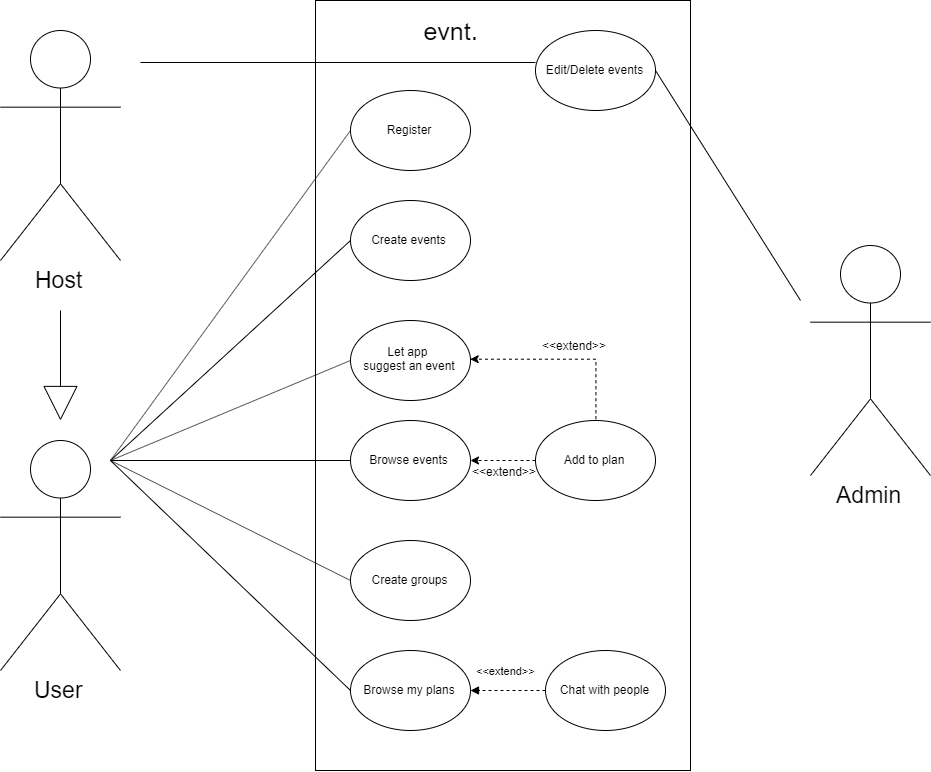 evnt.
Edit/Delete events
Register
Create events
Host
Let app
suggest an event
<<extend>>
Browse events
<<extend>>
Add to plan
Admin
Create groups
User
Browse my plans
<<extend>>
Chat with people